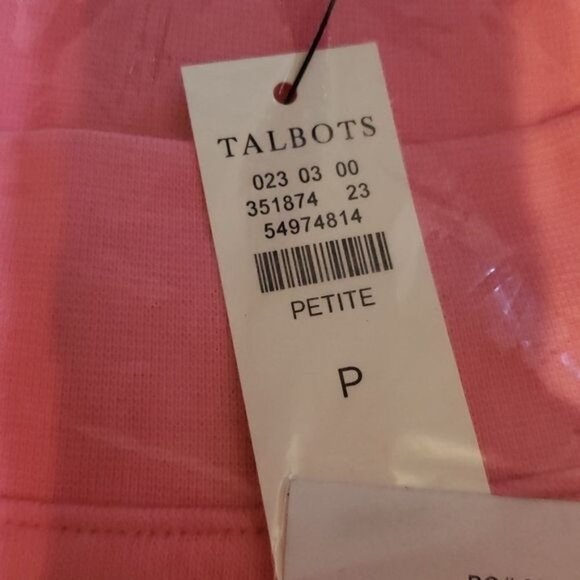 TALBOTS
023 03 00
351874 23
54974814
PETITE
P